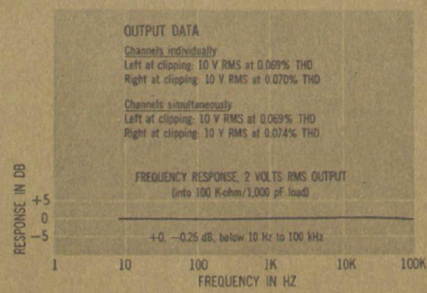 OUTPUT DATA
Channels individually
Left at clipping: 10 V RMS at 0.069% THD
Right at clipping: 10 V RMS at 0.070% THD
Channels simultaneously
Left at clipping: 10 V RMS at 0.069% THD
Right at clipping: 10 V RMS at 0.074% THD
FREQUENCY RESPONSE, 2 VOLTS RMS OUTPUT
(into 100 K-ohm/1,000 pF load)
RESPONSE IN DB
+5
0
−5
+0, −0.25 dB, below 10 Hz to 100 kHz
1 10 100 1K 10K 100K
FREQUENCY IN HZ